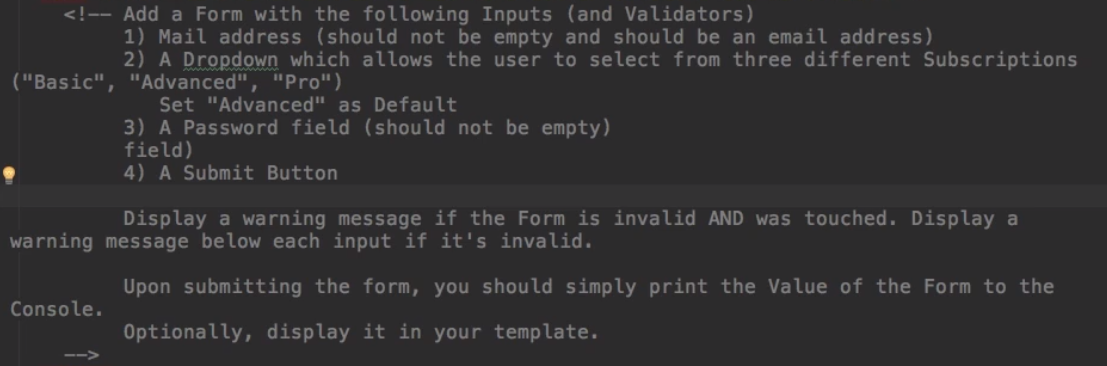 <!-- Add a Form with the following Inputs (and Validators)
1) Mail address (should not be empty and should be an email address)
2) A Dropdown which allows the user to select from three different Subscriptions
("Basic", "Advanced", "Pro")
Set "Advanced" as Default
3) A Password field (should not be empty)
field)
4) A Submit Button
Display a warning message if the Form is invalid AND was touched. Display a
warning message below each input if it's invalid.
Upon submitting the form, you should simply print the Value of the Form to the
Console.
Optionally, display it in your template.
-->